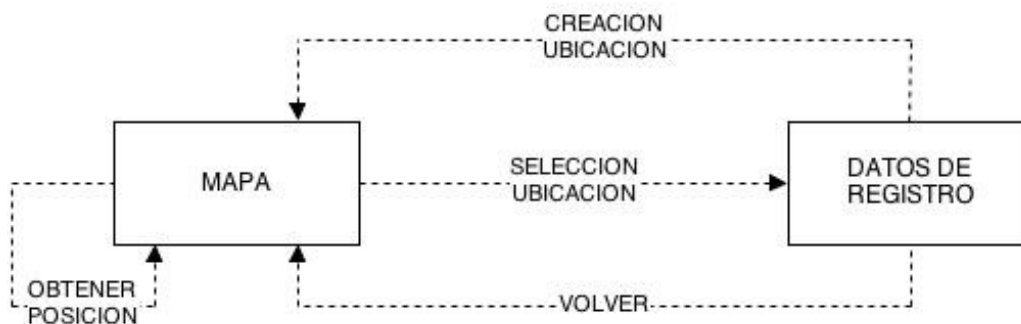 CREACION
UBICACION
MAPA
SELECCION
UBICACION
DATOS DE
REGISTRO
OBTENER
POSICION
VOLVER